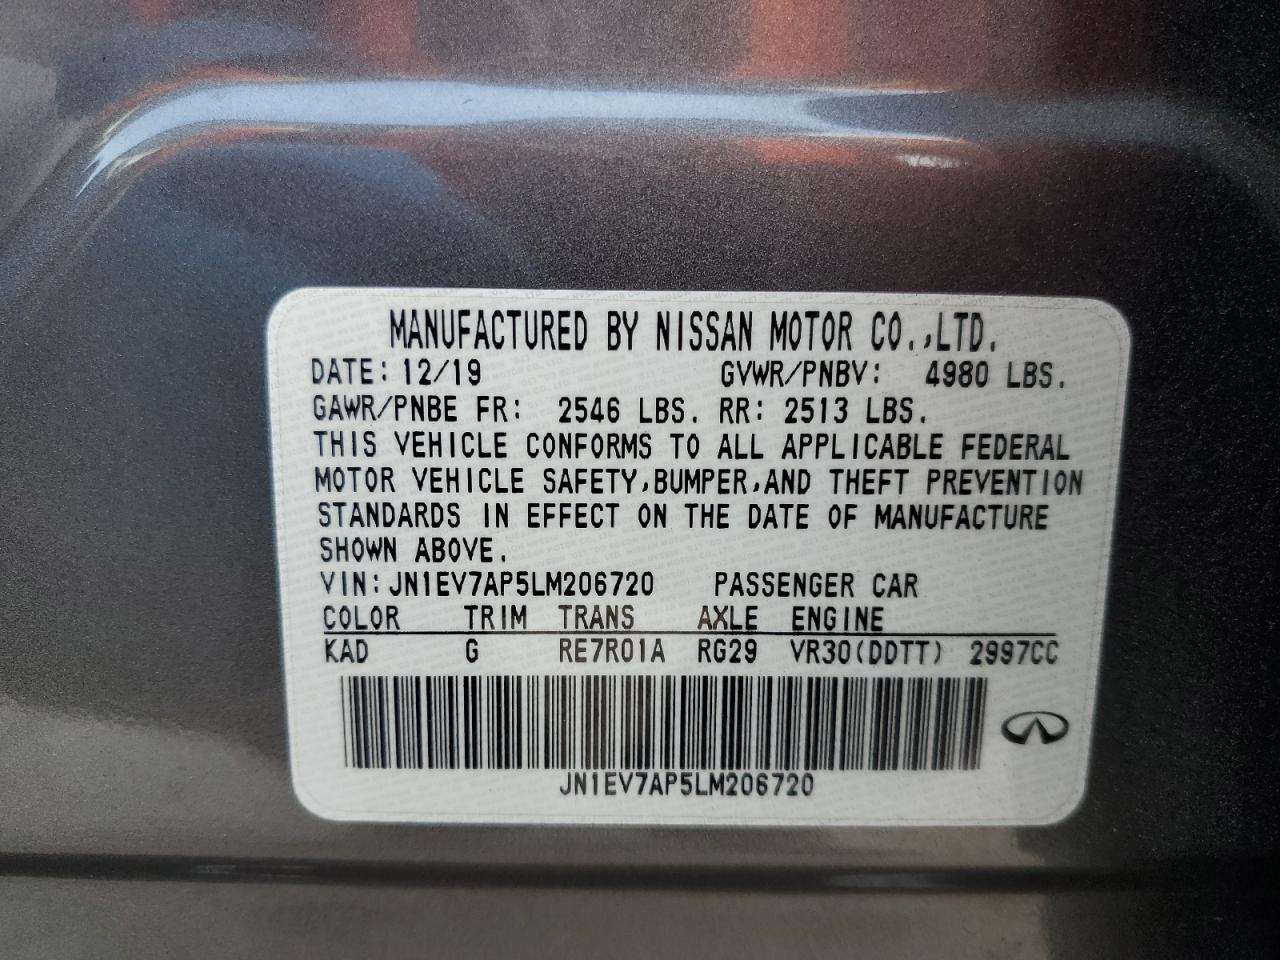 MANUFACTURED BY NISSAN MOTOR CO.,LTD.
DATE: 12/19 GVWR/PNBV: 4980 LBS.
GAWR/PNBE FR: 2546 LBS. RR: 2513 LBS.
THIS VEHICLE CONFORMS TO ALL APPLICABLE FEDERAL
MOTOR VEHICLE SAFETY,BUMPER,AND THEFT PREVENTION
STANDARDS IN EFFECT ON THE DATE OF MANUFACTURE
SHOWN ABOVE.
VIN:JN1EV7AP5LM206720 PASSENGER CAR
COLOR TRIM TRANS AXLE ENGINE
KAD G RE7R01A RG29 VR30(DDTT) 2997CC
JN1EV7AP5LM206720